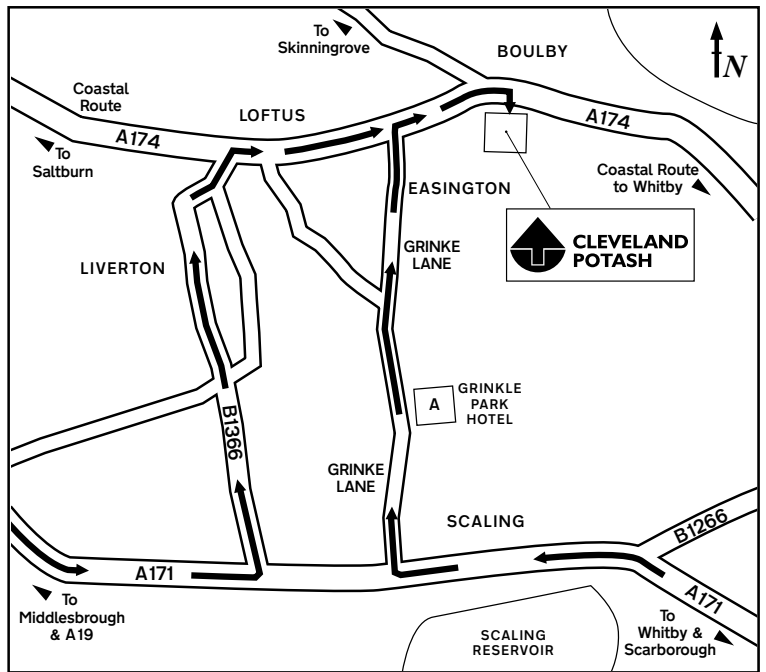 To
Skinningrove
BOULBY
N
Coastal
Route
LOFTUS
A174
A174
To
Saltburn
Coastal Route
to Whitby
EASINGTON
GRINKE
LANE
CLEVELAND
POTASH
LIVERTON
A
GRINKLE
PARK
HOTEL
B1366
GRINKE
LANE
SCALING
B1266
A171
A171
To
Middlesbrough
& A19
SCALING
RESERVOIR
To
Whitby &
Scarborough